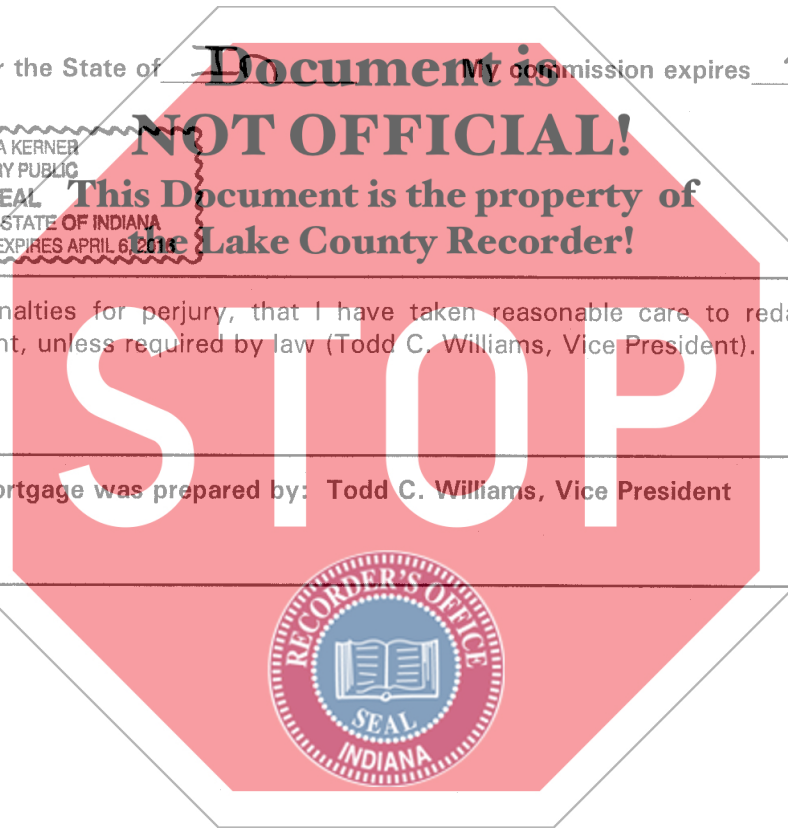 r the State of My commission expires
Document is
NOT OFFICIAL!
This Document is the property of
the Lake County Recorder!
A KERNER
RY PUBLIC
EAL
STATE OF INDIANA
EXPIRES APRIL 6, 2016
nalties for perjury, that I have taken reasonable care to reda
nt, unless required by law (Todd C. Williams, Vice President).
STOP
ortgage was prepared by: Todd C. Williams, Vice President
RECORDER'S OFFICE
SEAL
INDIANA